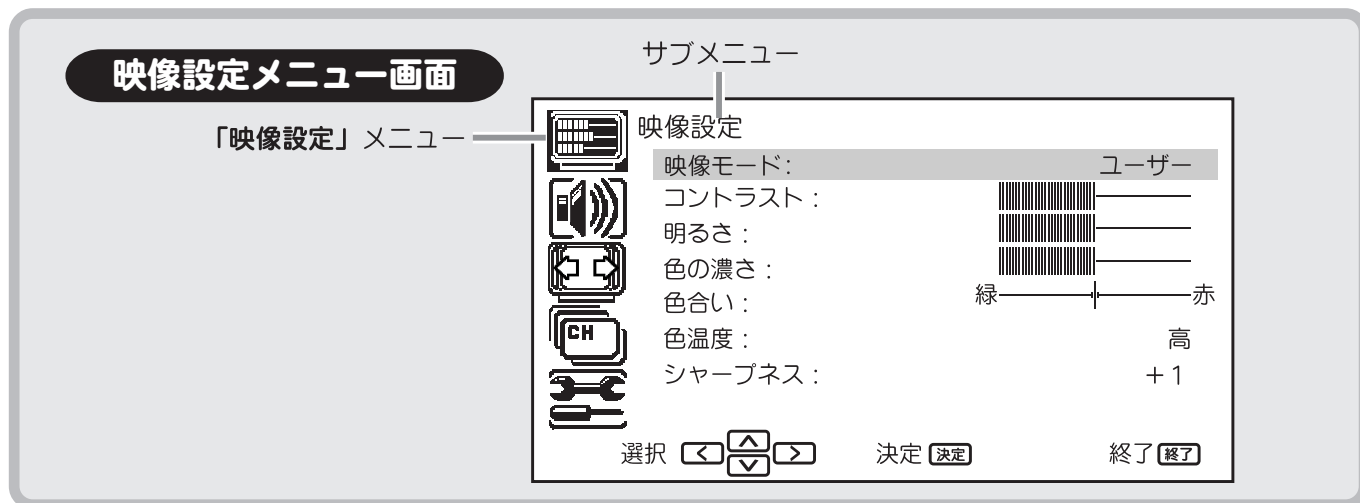 映像設定メニュー画面
サブメニュー
「映像設定」メニュー
映像設定
映像モード: ユーザー
コントラスト:
明るさ:
色の濃さ:
色合い: 緑 赤
色温度: 高
シャープネス: +1
CH
選択 決定 決定 終了 終了